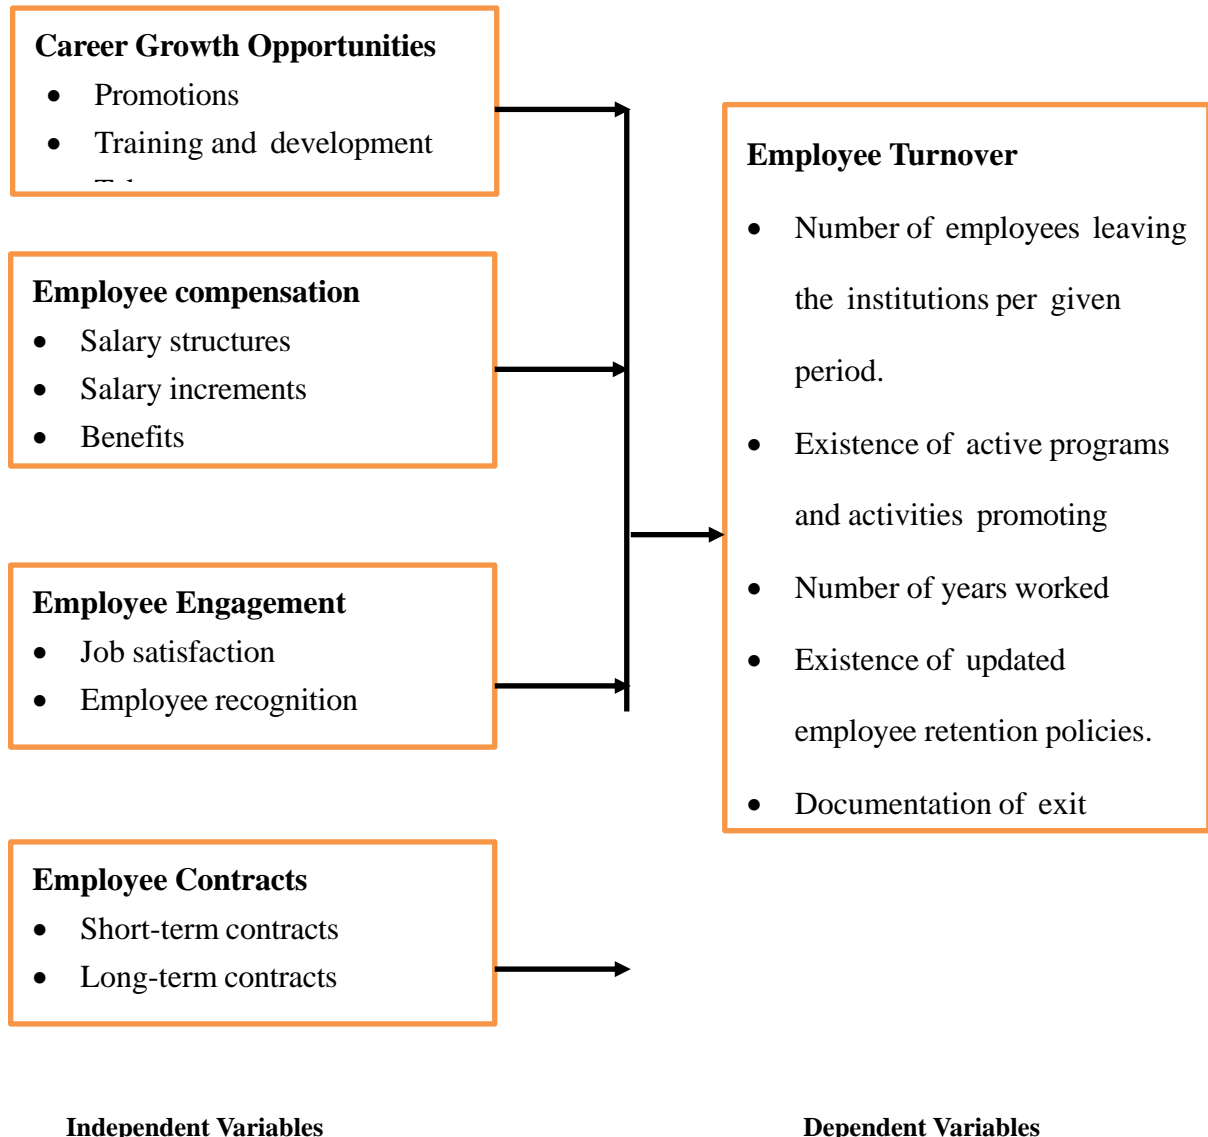 Career Growth Opportunities
• Promotions
• Training and development
•
Employee compensation
• Salary structures
• Salary increments
• Benefits
Employee Engagement
• Job satisfaction
• Employee recognition
Employee Contracts
• Short-term contracts
• Long-term contracts
Employee Turnover
• Number of employees leaving
the institutions per given
period.
• Existence of active programs
and activities promoting
• Number of years worked
• Existence of updated
employee retention policies.
• Documentation of exit
Independent Variables
Dependent Variables